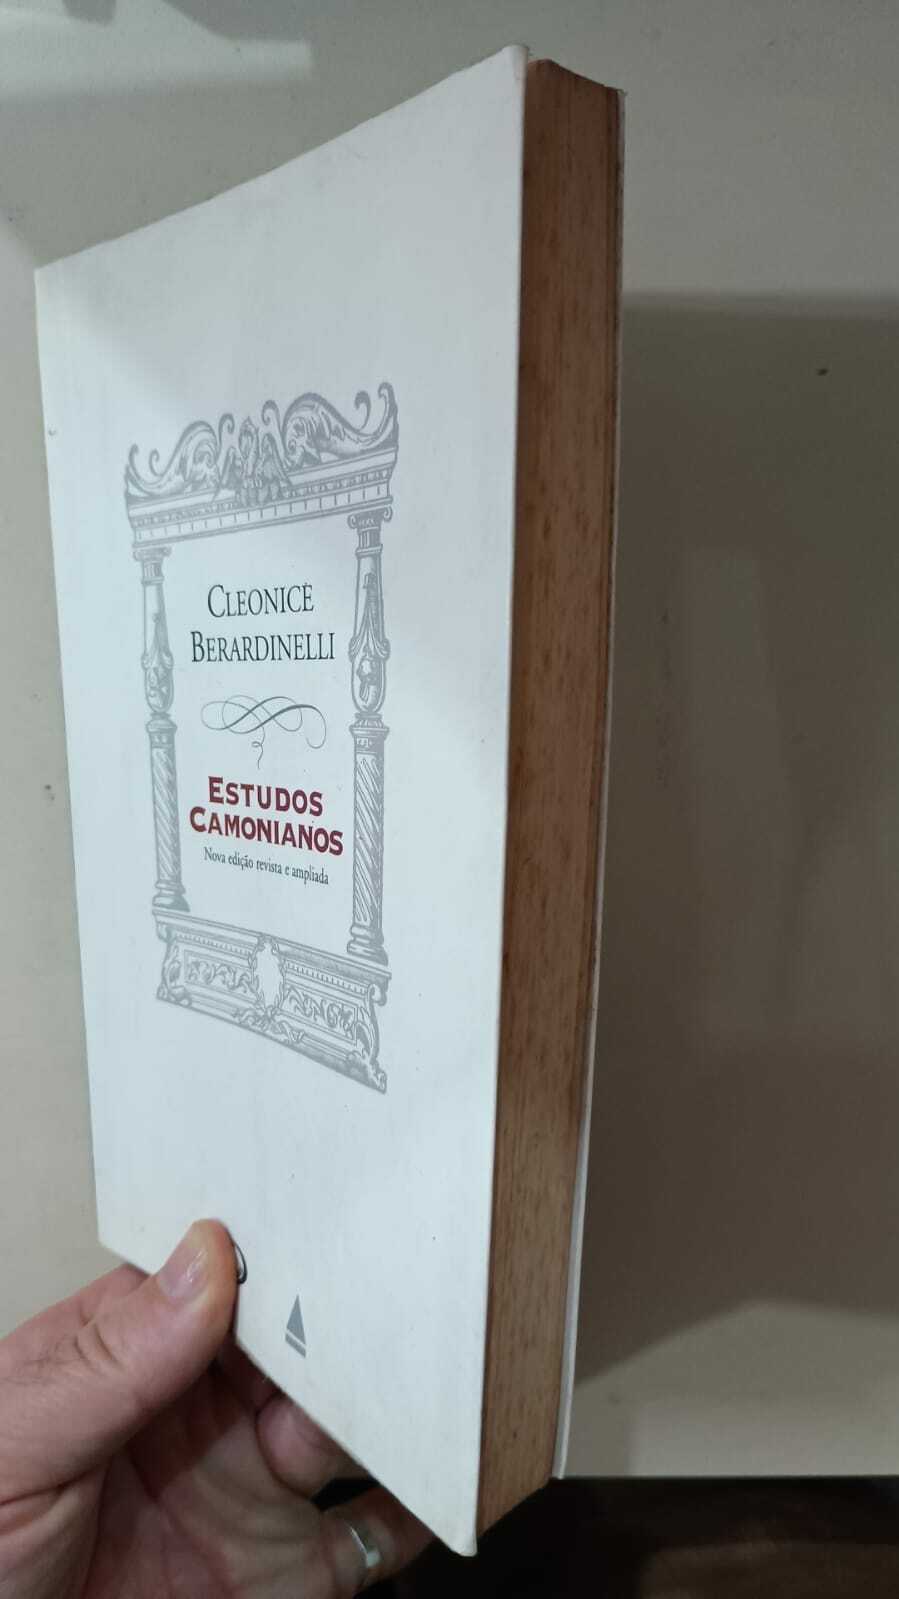 CLEONICE
BERARDINELLI
ESTUDOS
CAMONIANOS
Nova edição revista e ampliada